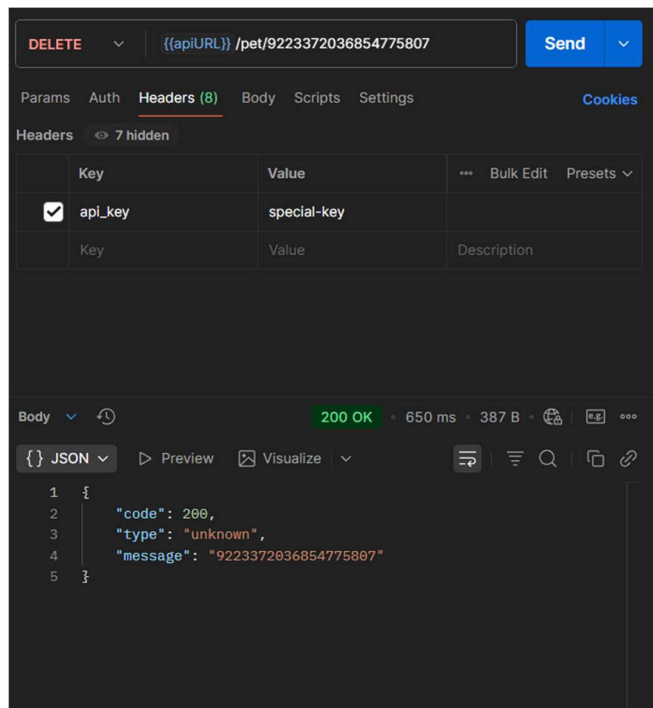 DELETE {{apiURL}} /pet/9223372036854775807 Send
Params Auth Headers (8) Body Scripts Settings Cookies
Headers 7 hidden
Key Value Bulk Edit Presets
api_key special-key
Key Value Description
Body 200 OK 650 ms 387 B e.g.
{ } JSON Preview Visualize
1 {
2 "code": 200,
3 "type": "unknown",
4 "message": "9223372036854775807"
5 }